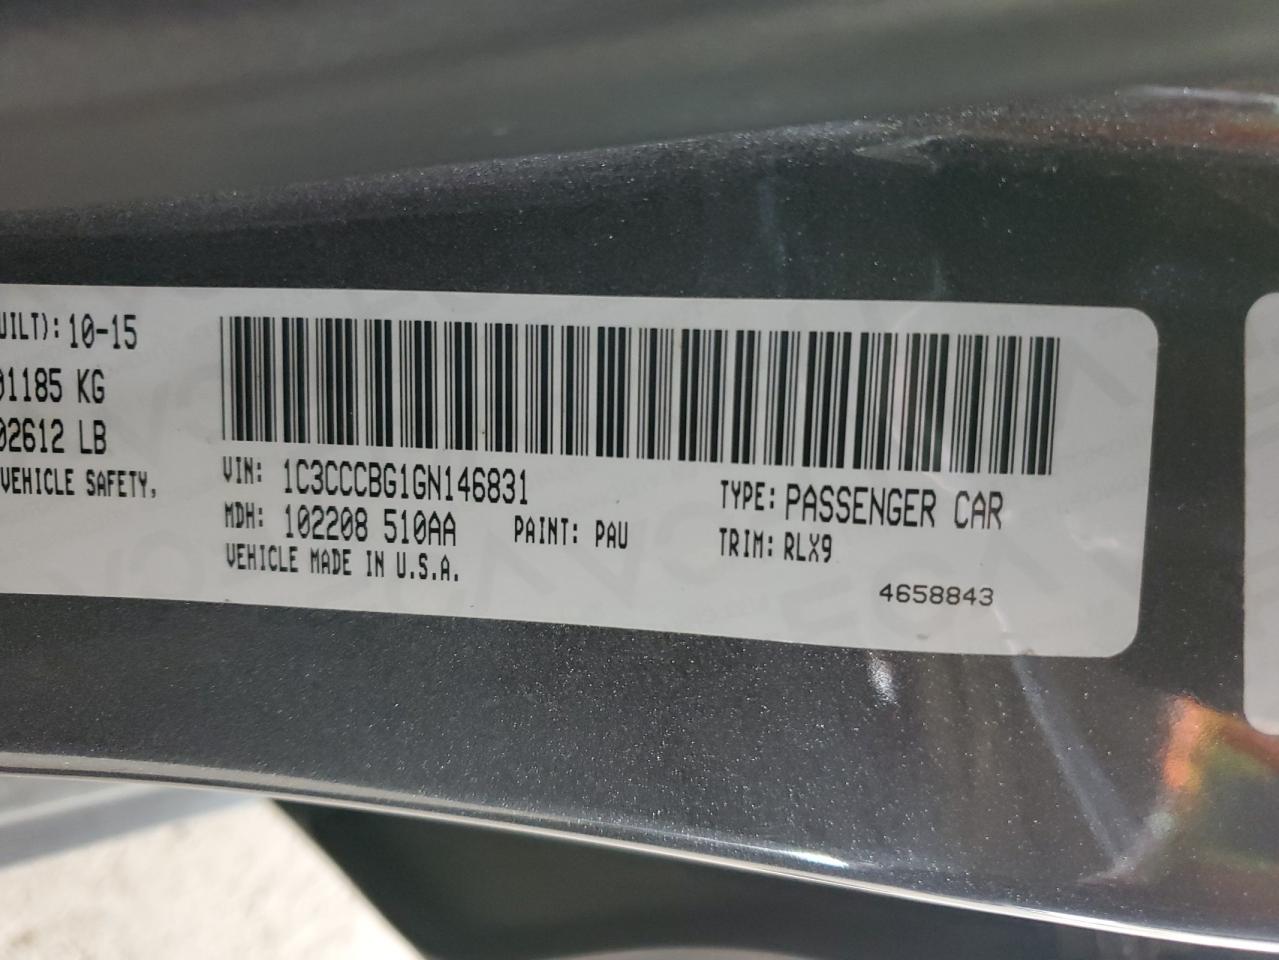 UILT): 10-15
01185 KG
02612 LB
VEHICLE SAFETY,
VIN: 1C3CCCBG1GN146831
TYPE: PASSENGER CAR
MDH: 102208 510AA PAINT: PAU
TRIM: RLX9
VEHICLE MADE IN U.S.A.
4658843